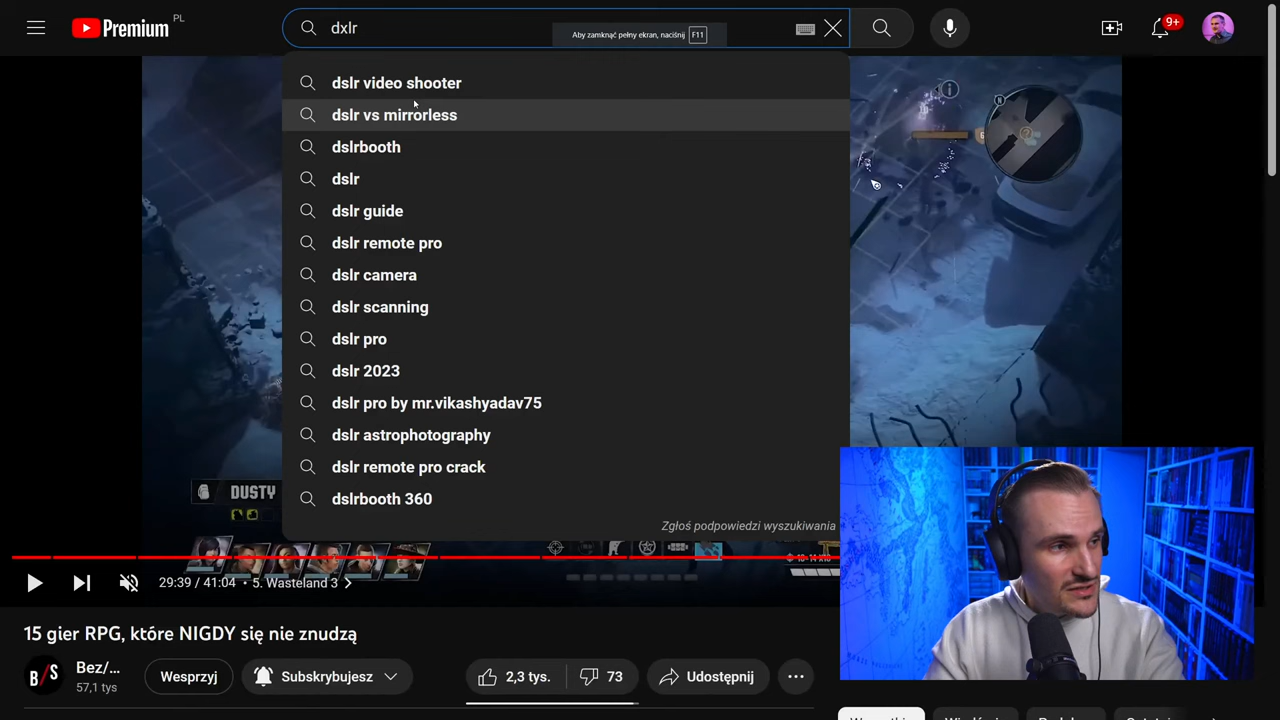 Premium PL
dxlr
Aby zamknąć pełny ekran, naciśnij F11
9+
dslr video shooter
dslr vs mirrorless
dslrbooth
dslr
dslr guide
dslr remote pro
dslr camera
dslr scanning
dslr pro
dslr 2023
dslr pro by mr.vikashyadav75
dslr astrophotography
dslr remote pro crack
dslrbooth 360
Zgłoś podpowiedzi wyszukiwania
N
DUSTY
29:39 / 41:04 • 5. Wasteland 3
15 gier RPG, które NIGDY się nie znudzą
B/S
Bez/...
57,1 tys
Wesprzyj
Subskrybujesz
2,3 tys.
73
Udostępnij